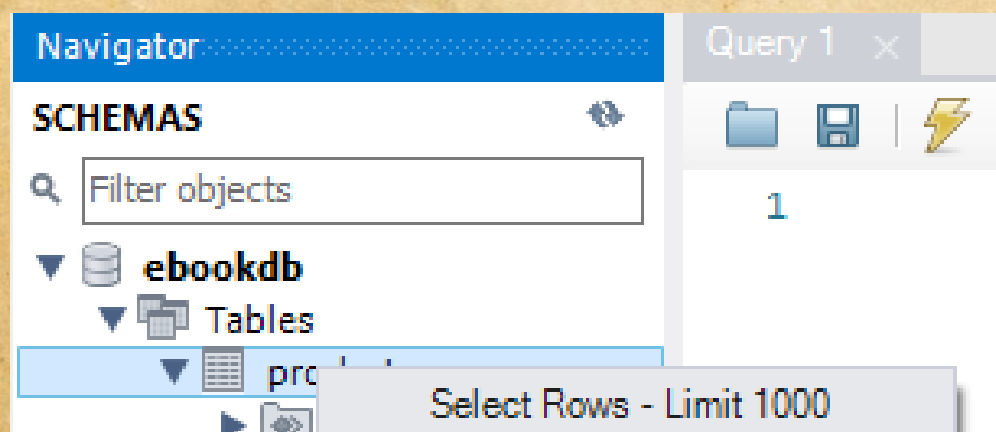 Navigator
Query 1
SCHEMAS
Filter objects
1
ebookdb
Tables
Select Rows - Limit 1000